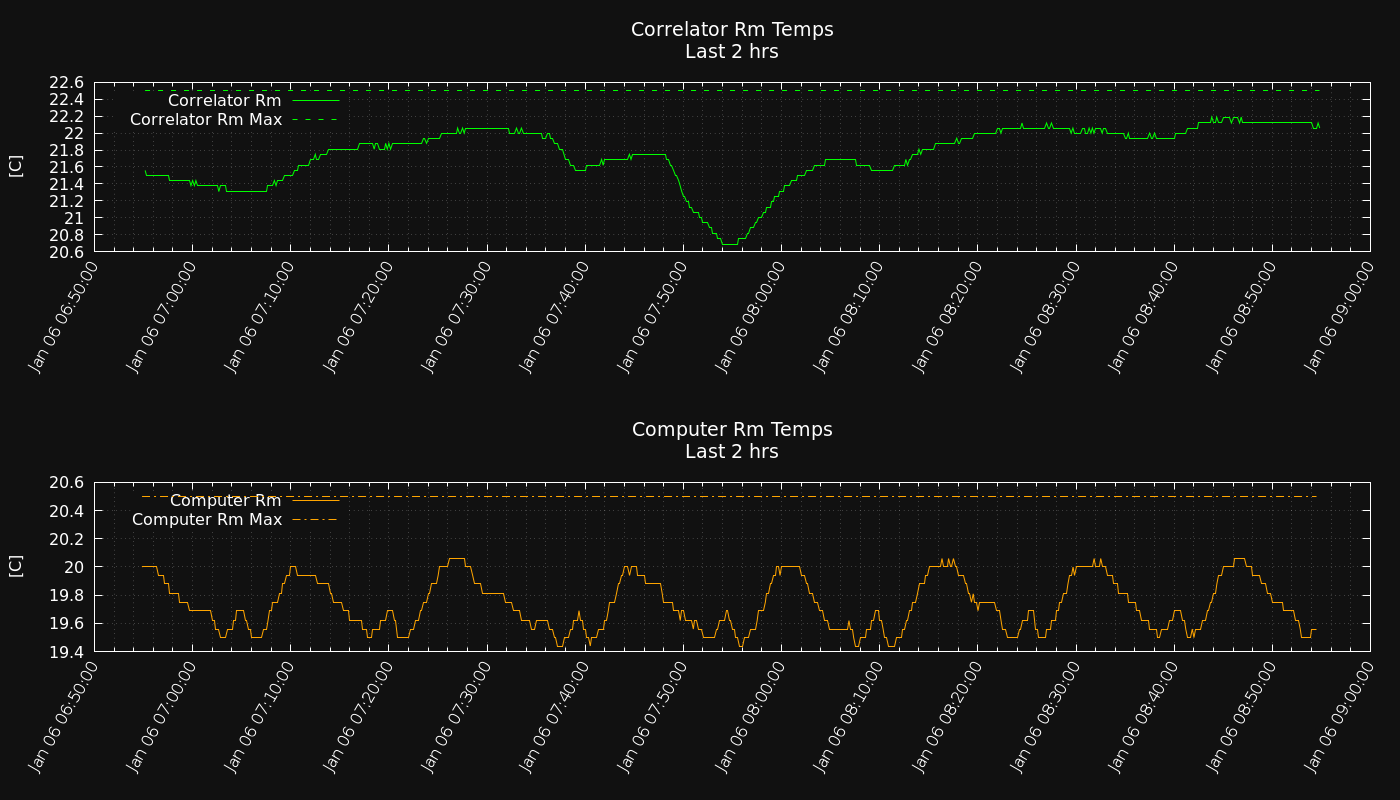 Correlator Rm Temps
Last 2 hrs
[C]
22.6
22.4
22.2
22
21.8
21.6
21.4
21.2
21
20.8
20.6
Correlator Rm
Correlator Rm Max
Jan 06 06:50:00
Jan 06 07:00:00
Jan 06 07:10:00
Jan 06 07:20:00
Jan 06 07:30:00
Jan 06 07:40:00
Jan 06 07:50:00
Jan 06 08:00:00
Jan 06 08:10:00
Jan 06 08:20:00
Jan 06 08:30:00
Jan 06 08:40:00
Jan 06 08:50:00
Jan 06 09:00:00
Computer Rm Temps
Last 2 hrs
[C]
20.6
20.4
20.2
20
19.8
19.6
19.4
Computer Rm
Computer Rm Max
Jan 06 06:50:00
Jan 06 07:00:00
Jan 06 07:10:00
Jan 06 07:20:00
Jan 06 07:30:00
Jan 06 07:40:00
Jan 06 07:50:00
Jan 06 08:00:00
Jan 06 08:10:00
Jan 06 08:20:00
Jan 06 08:30:00
Jan 06 08:40:00
Jan 06 08:50:00
Jan 06 09:00:00